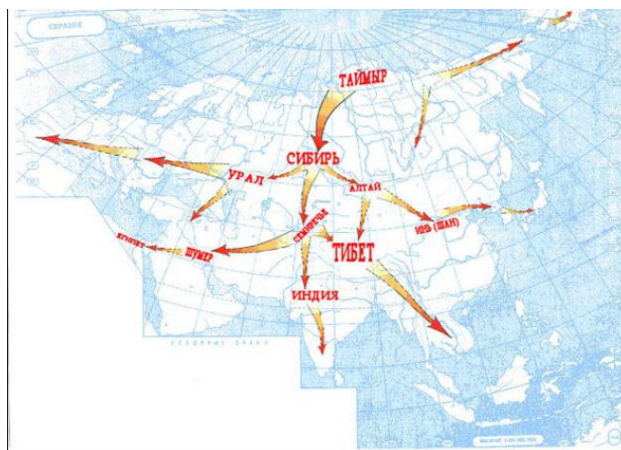 ЕВРАЗИЯ
ТАЙМЫР
СИБИРЬ
УРАЛ
АЛТАЙ
СЕМИРЕЧЬЕ
ИНЬ (ШАН)
ЕГИПЕТ
ШУМЕР
ТИБЕТ
ИНДИЯ